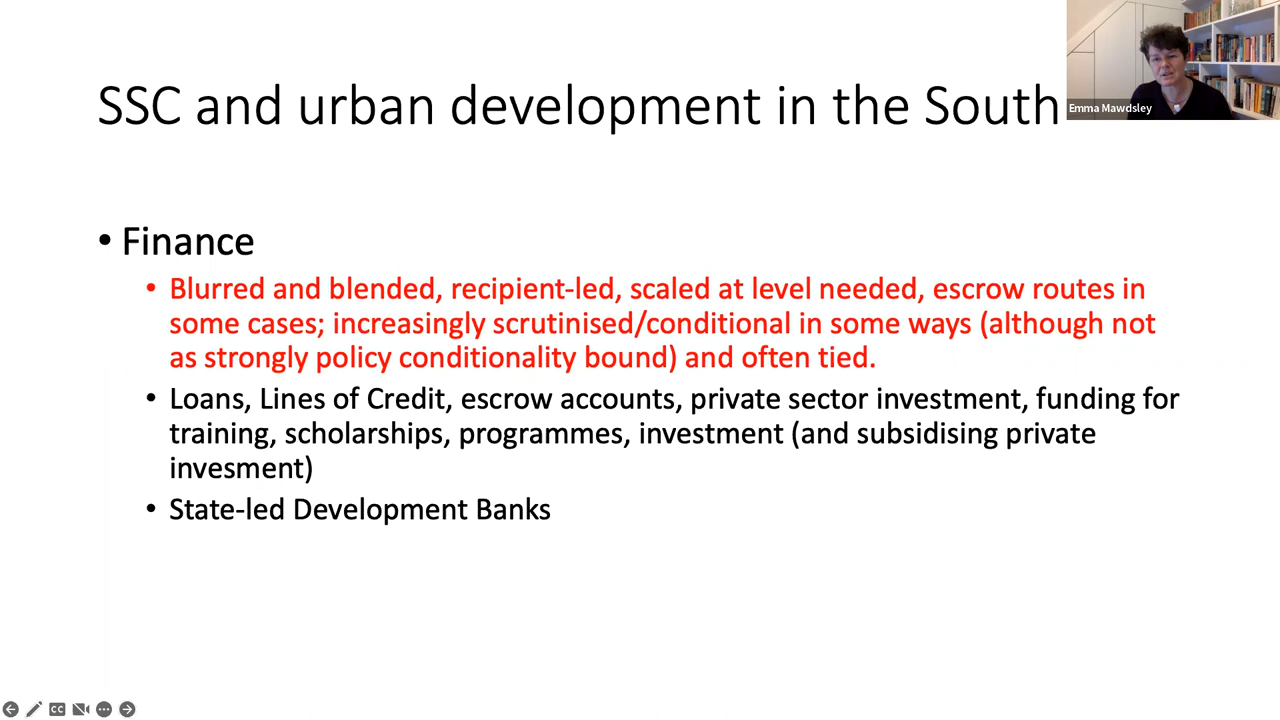 SSC and urban development in the South
Emma Mawdsley
• Finance
• Blurred and blended, recipient-led, scaled at level needed, escrow routes in
some cases; increasingly scrutinised/conditional in some ways (although not
as strongly policy conditionality bound) and often tied.
• Loans, Lines of Credit, escrow accounts, private sector investment, funding for
training, scholarships, programmes, investment (and subsidising private
invesment)
• State-led Development Banks
CC